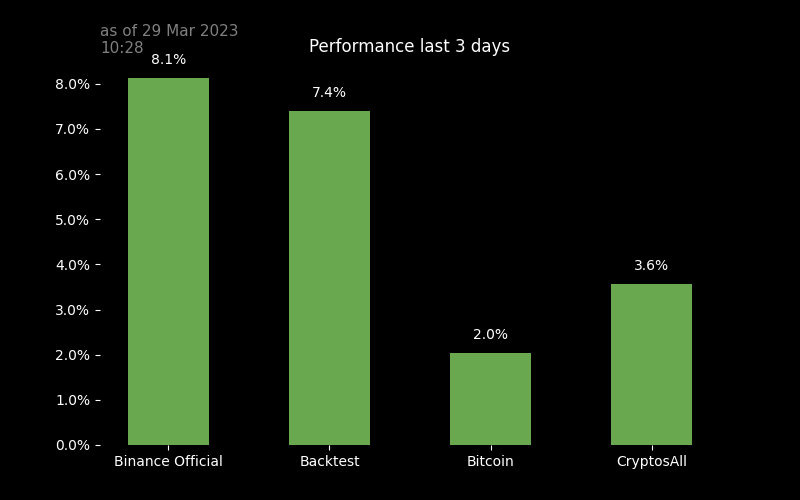 as of 29 Mar 2023
10:28
Performance last 3 days
8.1%
7.4%
2.0%
3.6%
8.0%
7.0%
6.0%
5.0%
4.0%
3.0%
2.0%
1.0%
0.0%
Binance Official
Backtest
Bitcoin
CryptosAll